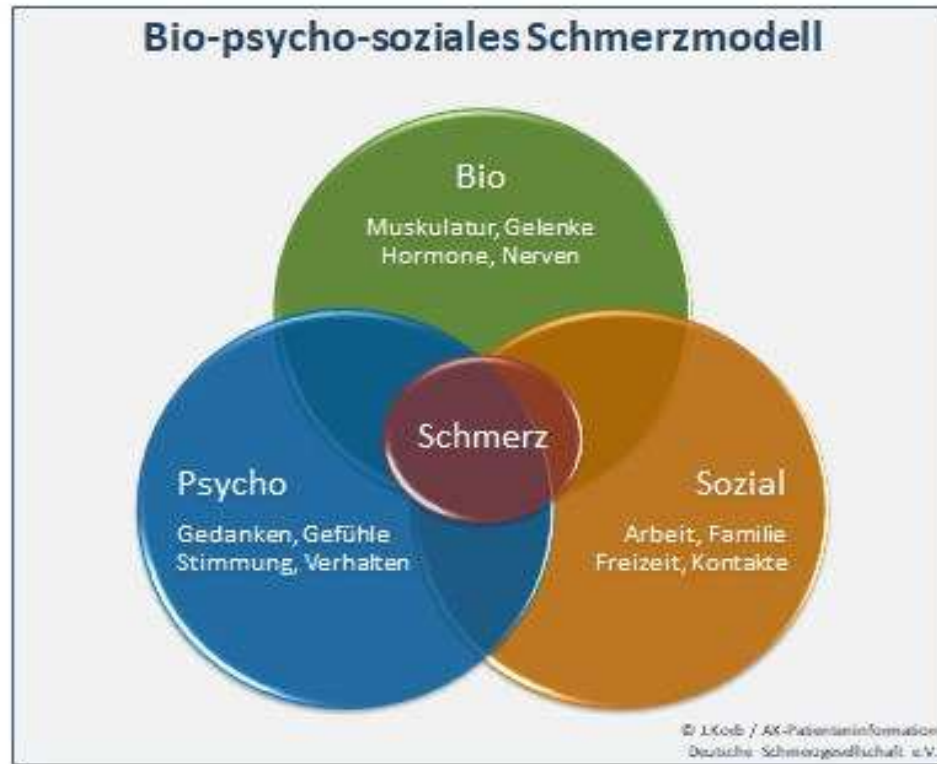 Bio-psycho-soziales Schmerzmodell
Bio
Muskulatur, Gelenke
Hormone, Nerven
Schmerz
Psycho
Gedanken, Gefühle
Stimmung, Verhalten
Sozial
Arbeit, Familie
Freizeit, Kontakte
© J.Korb / AK-Patienteninformation
Deutsche Schmerzgesellschaft e.V.